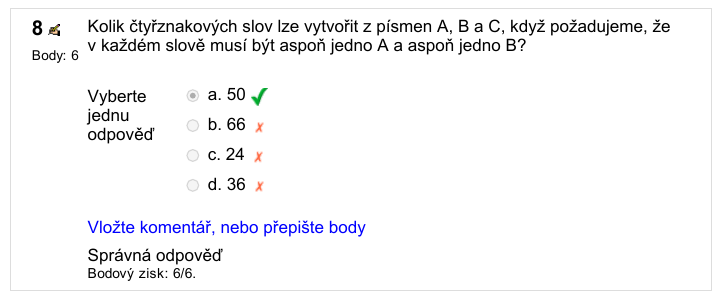 8 Kolik čtyřznakových slov lze vytvořit z písmen A, B a C, když požadujeme, že
v každém slově musí být aspoň jedno A a aspoň jedno B?
Body: 6
Vyberte
jednu
odpověď
a. 50
b. 66
c. 24
d. 36
Vložte komentář, nebo přepište body
Správná odpověď
Bodový zisk: 6/6.